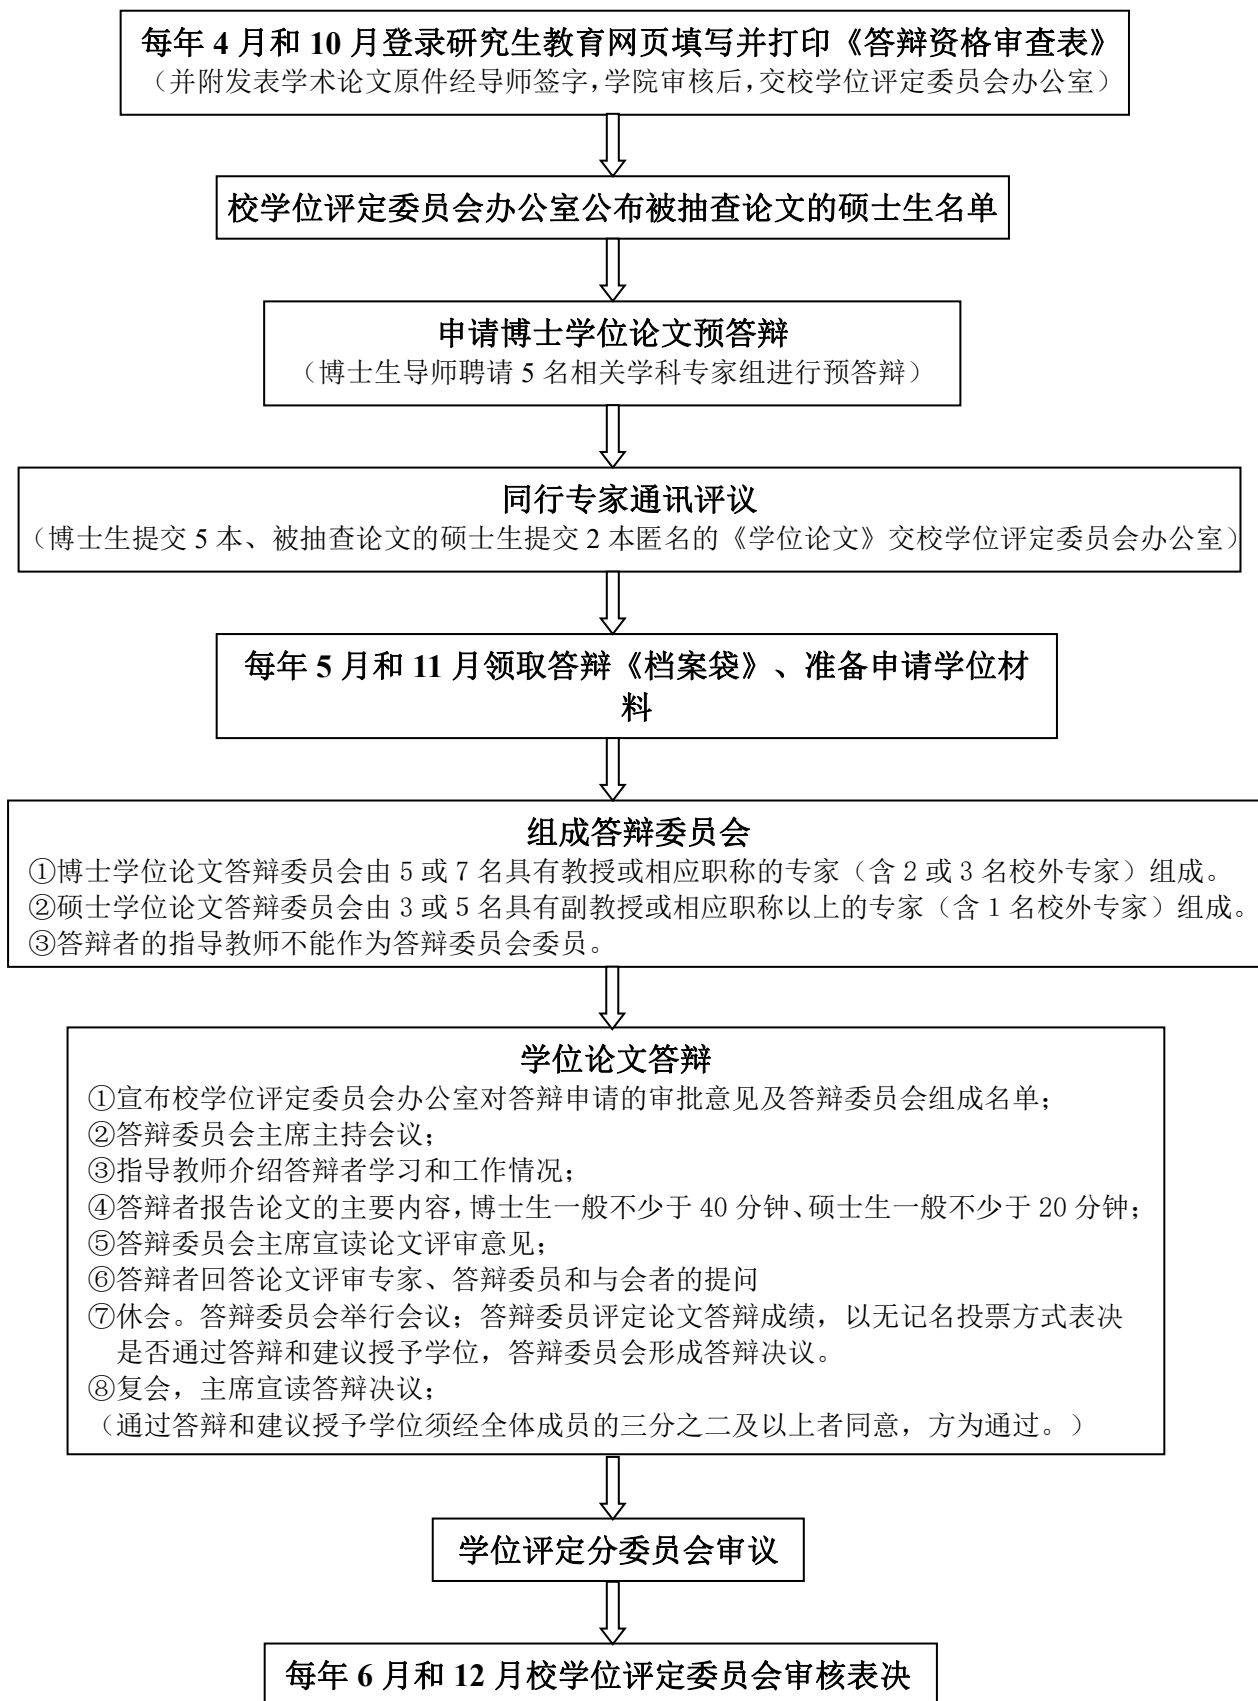 每年 4 月和 10 月登录研究生教育网页填写并打印《答辩资格审查表》
（并附发表学术论文原件经导师签字,学院审核后,交校学位评定委员会办公室）
校学位评定委员会办公室公布被抽查论文的硕士生名单
申请博士学位论文预答辩
（博士生导师聘请 5 名相关学科专家组进行预答辩）
同行专家通讯评议
（博士生提交 5 本、被抽查论文的硕士生提交 2 本匿名的《学位论文》交校学位评定委员会办公室）
每年 5 月和 11 月领取答辩《档案袋》、准备申请学位材
料
组成答辩委员会
①博士学位论文答辩委员会由 5 或 7 名具有教授或相应职称的专家（含 2 或 3 名校外专家）组成。
②硕士学位论文答辩委员会由 3 或 5 名具有副教授或相应职称以上的专家（含 1 名校外专家）组成。
③答辩者的指导教师不能作为答辩委员会委员。
学位论文答辩
①宣布校学位评定委员会办公室对答辩申请的审批意见及答辩委员会组成名单；
②答辩委员会主席主持会议；
③指导教师介绍答辩者学习和工作情况；
④答辩者报告论文的主要内容,博士生一般不少于 40 分钟、硕士生一般不少于 20 分钟；
⑤答辩委员会主席宣读论文评审意见；
⑥答辩者回答论文评审专家、答辩委员和与会者的提问
⑦休会。答辩委员会举行会议；答辩委员评定论文答辩成绩，以无记名投票方式表决
是否通过答辩和建议授予学位，答辩委员会形成答辩决议。
⑧复会，主席宣读答辩决议；
（通过答辩和建议授予学位须经全体成员的三分之二及以上者同意，方为通过。）
学位评定分委员会审议
每年 6 月和 12 月校学位评定委员会审核表决